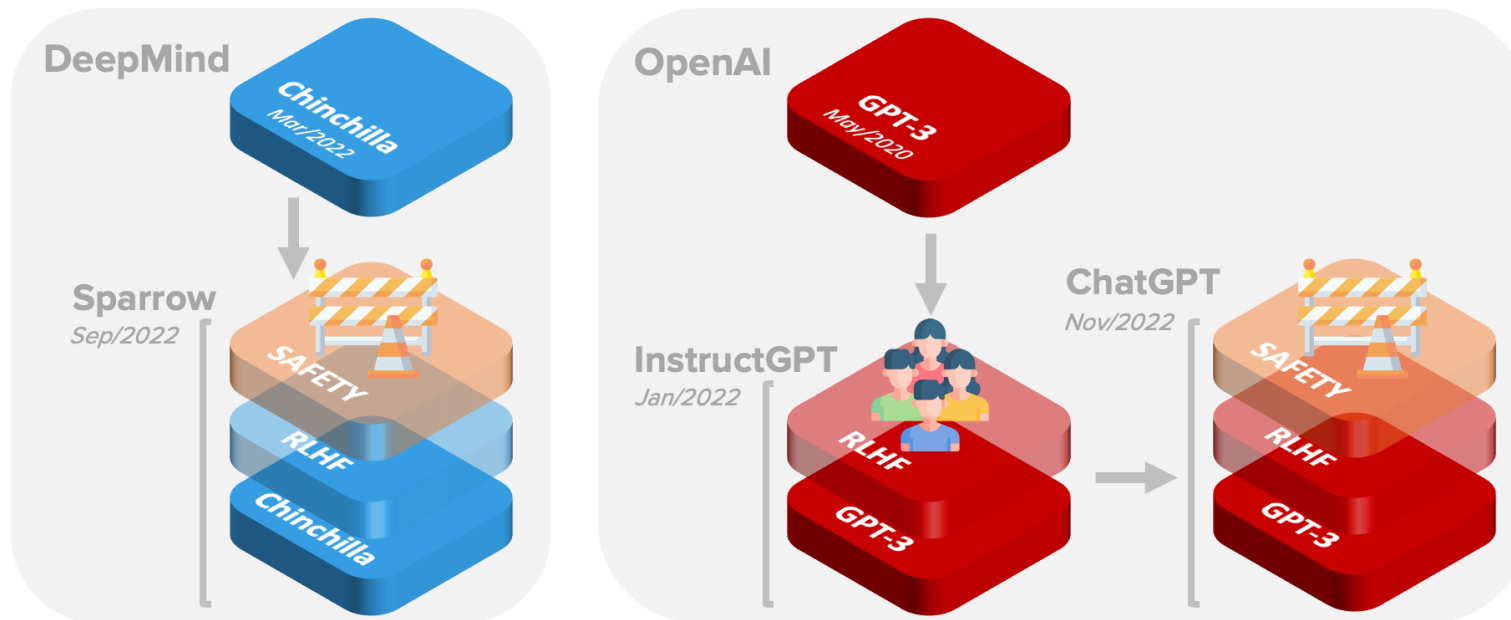 DeepMind
Chinchilla
Mar/2022
Sparrow
Sep/2022
SAFETY
RLHF
Chinchilla
OpenAI
GPT-3
May/2020
InstructGPT
Jan/2022
RLHF
GPT-3
ChatGPT
Nov/2022
SAFETY
RLHF
GPT-3